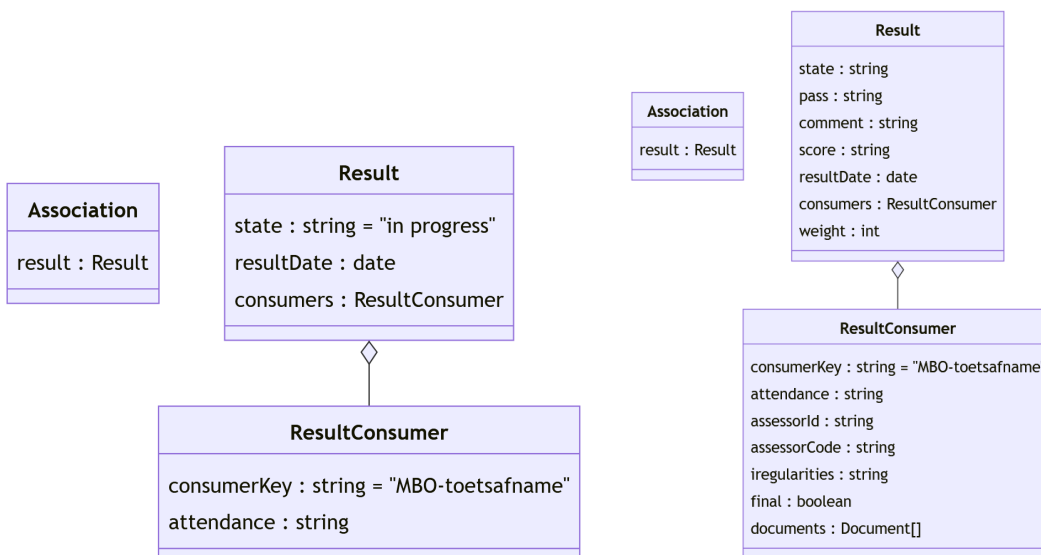 Association
result : Result
Result
state : string = "in progress"
resultDate : date
consumers : ResultConsumer
ResultConsumer
consumerKey : string = "MBO-toetsafname"
attendance : string
Association
result : Result
Result
state : string
pass : string
comment : string
score : string
resultDate : date
consumers : ResultConsumer
weight : int
ResultConsumer
consumerKey : string = "MBO-toetsafname"
attendance : string
assessorId : string
assessorCode : string
iregularities : string
final : boolean
documents : Document[]